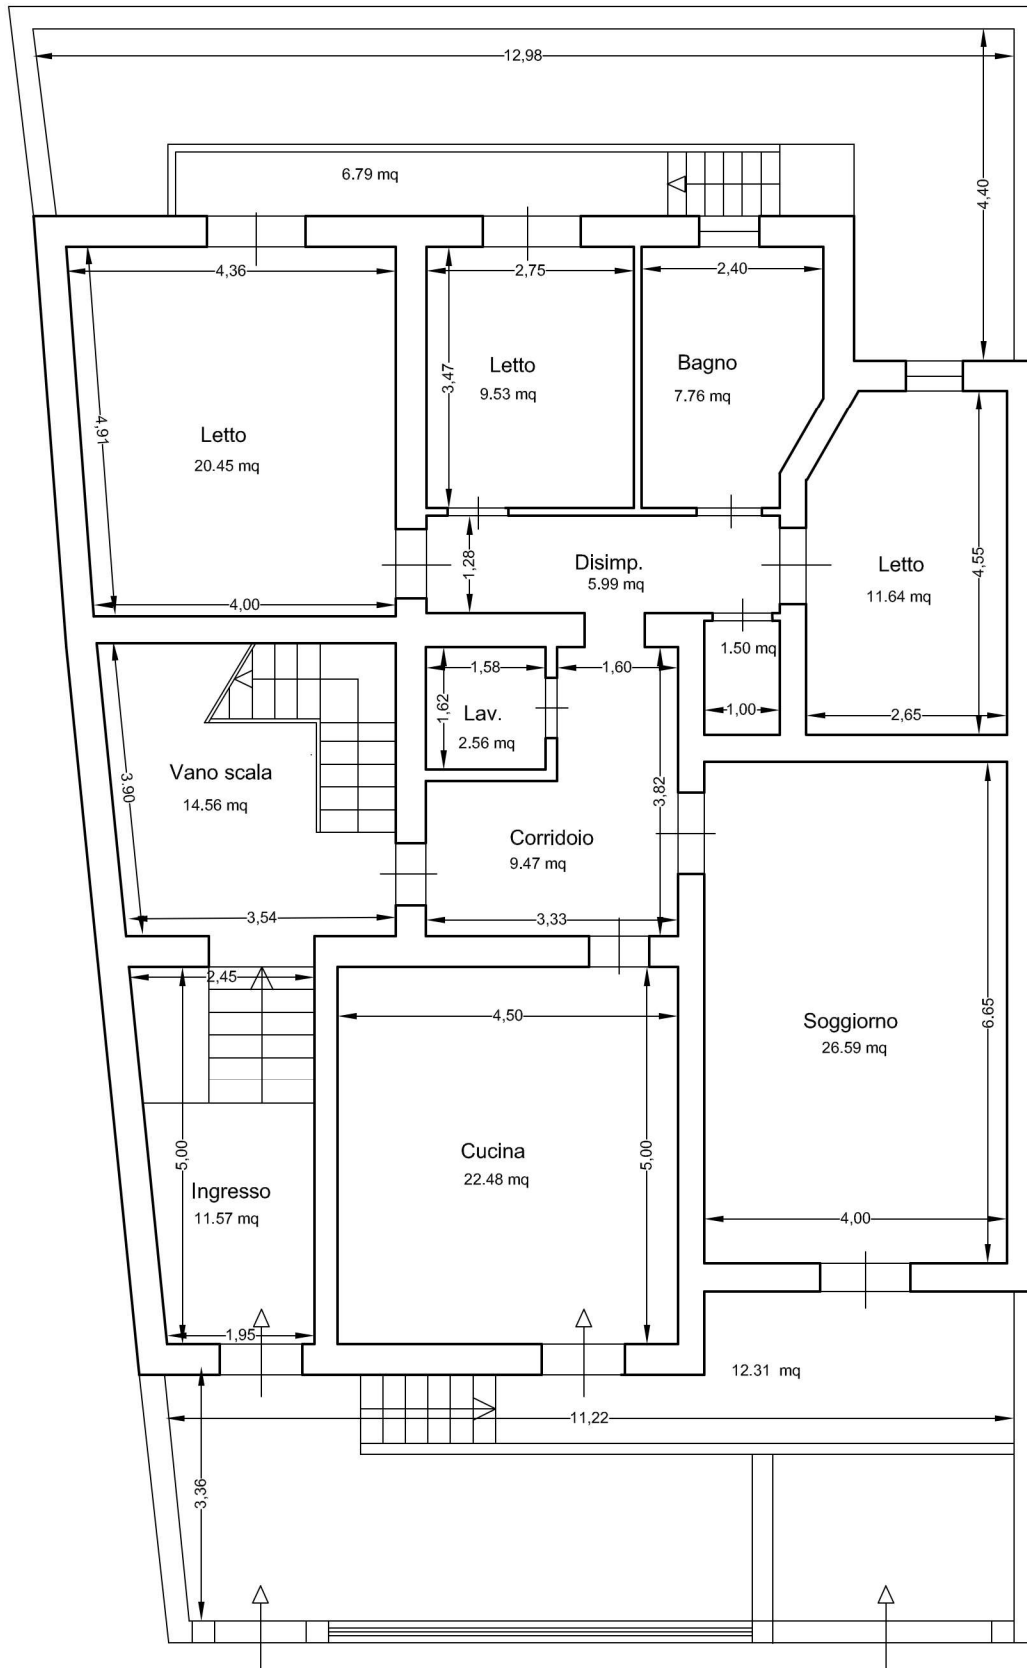 12,98
4,40
6.79 mq
4,36
2,75
2,40
Letto
9.53 mq
3,47
Bagno
7.76 mq
4,91
Letto
20.45 mq
4,55
1,28
Disimp.
5.99 mq
Letto
11.64 mq
4,00
1.50 mq
1,58
1,60
1,62
Lav.
2.56 mq
1,00
2,65
3.90
Vano scala
14.56 mq
3,82
Corridoio
9.47 mq
3,54
3,33
2,45
4,50
Soggiorno
26.59 mq
6.65
5,00
Cucina
22.48 mq
5,00
Ingresso
11.57 mq
4,00
1,95
12.31 mq
11,22
3,36